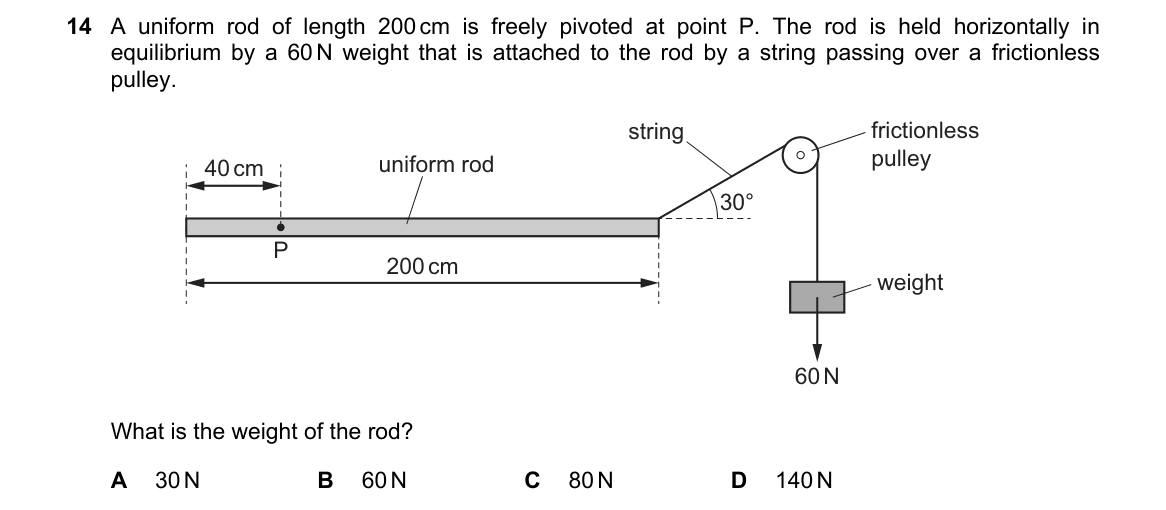 14 A uniform rod of length 200 cm is freely pivoted at point P. The rod is held horizontally in
equilibrium by a 60 N weight that is attached to the rod by a string passing over a frictionless
pulley.
string
frictionless
pulley
40 cm
uniform rod
30°
P
200 cm
weight
60 N
What is the weight of the rod?
A 30 N B 60 N C 80 N D 140 N